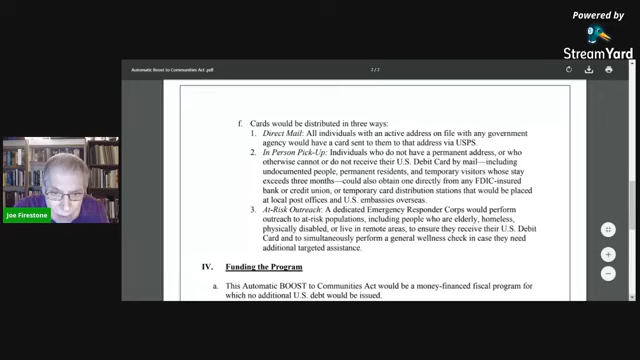 Powered by
StreamYard
Automatic Boost to Communities Act .pdf
f. Cards would be distributed in three ways:
1. Direct Mail: All individuals with an active address on file with any government
agency would have a card sent to them to that address via USPS.
2. In Person Pick-Up: Individuals who do not have a permanent address, or who
otherwise cannot or do not receive their U.S. Debit Card by mail—including
undocumented people, permanent residents, and temporary visitors whose stay
exceeds three months—could also obtain one directly from any FDIC-insured
bank or credit union, or temporary card distribution stations that would be placed
at local post offices and U.S. embassies overseas.
3. At-Risk Outreach: A dedicated Emergency Responder Corps would perform
outreach to at-risk populations, including people who are elderly, homeless,
physically disabled, or live in remote areas, to ensure they receive their U.S. Debit
Card and to simultaneously perform a general wellness check in case they need
additional targeted assistance.
Joe Firestone
IV. Funding the Program
a. This Automatic BOOST to Communities Act would be a money-financed fiscal program for
which no additional U.S. debt would be issued.